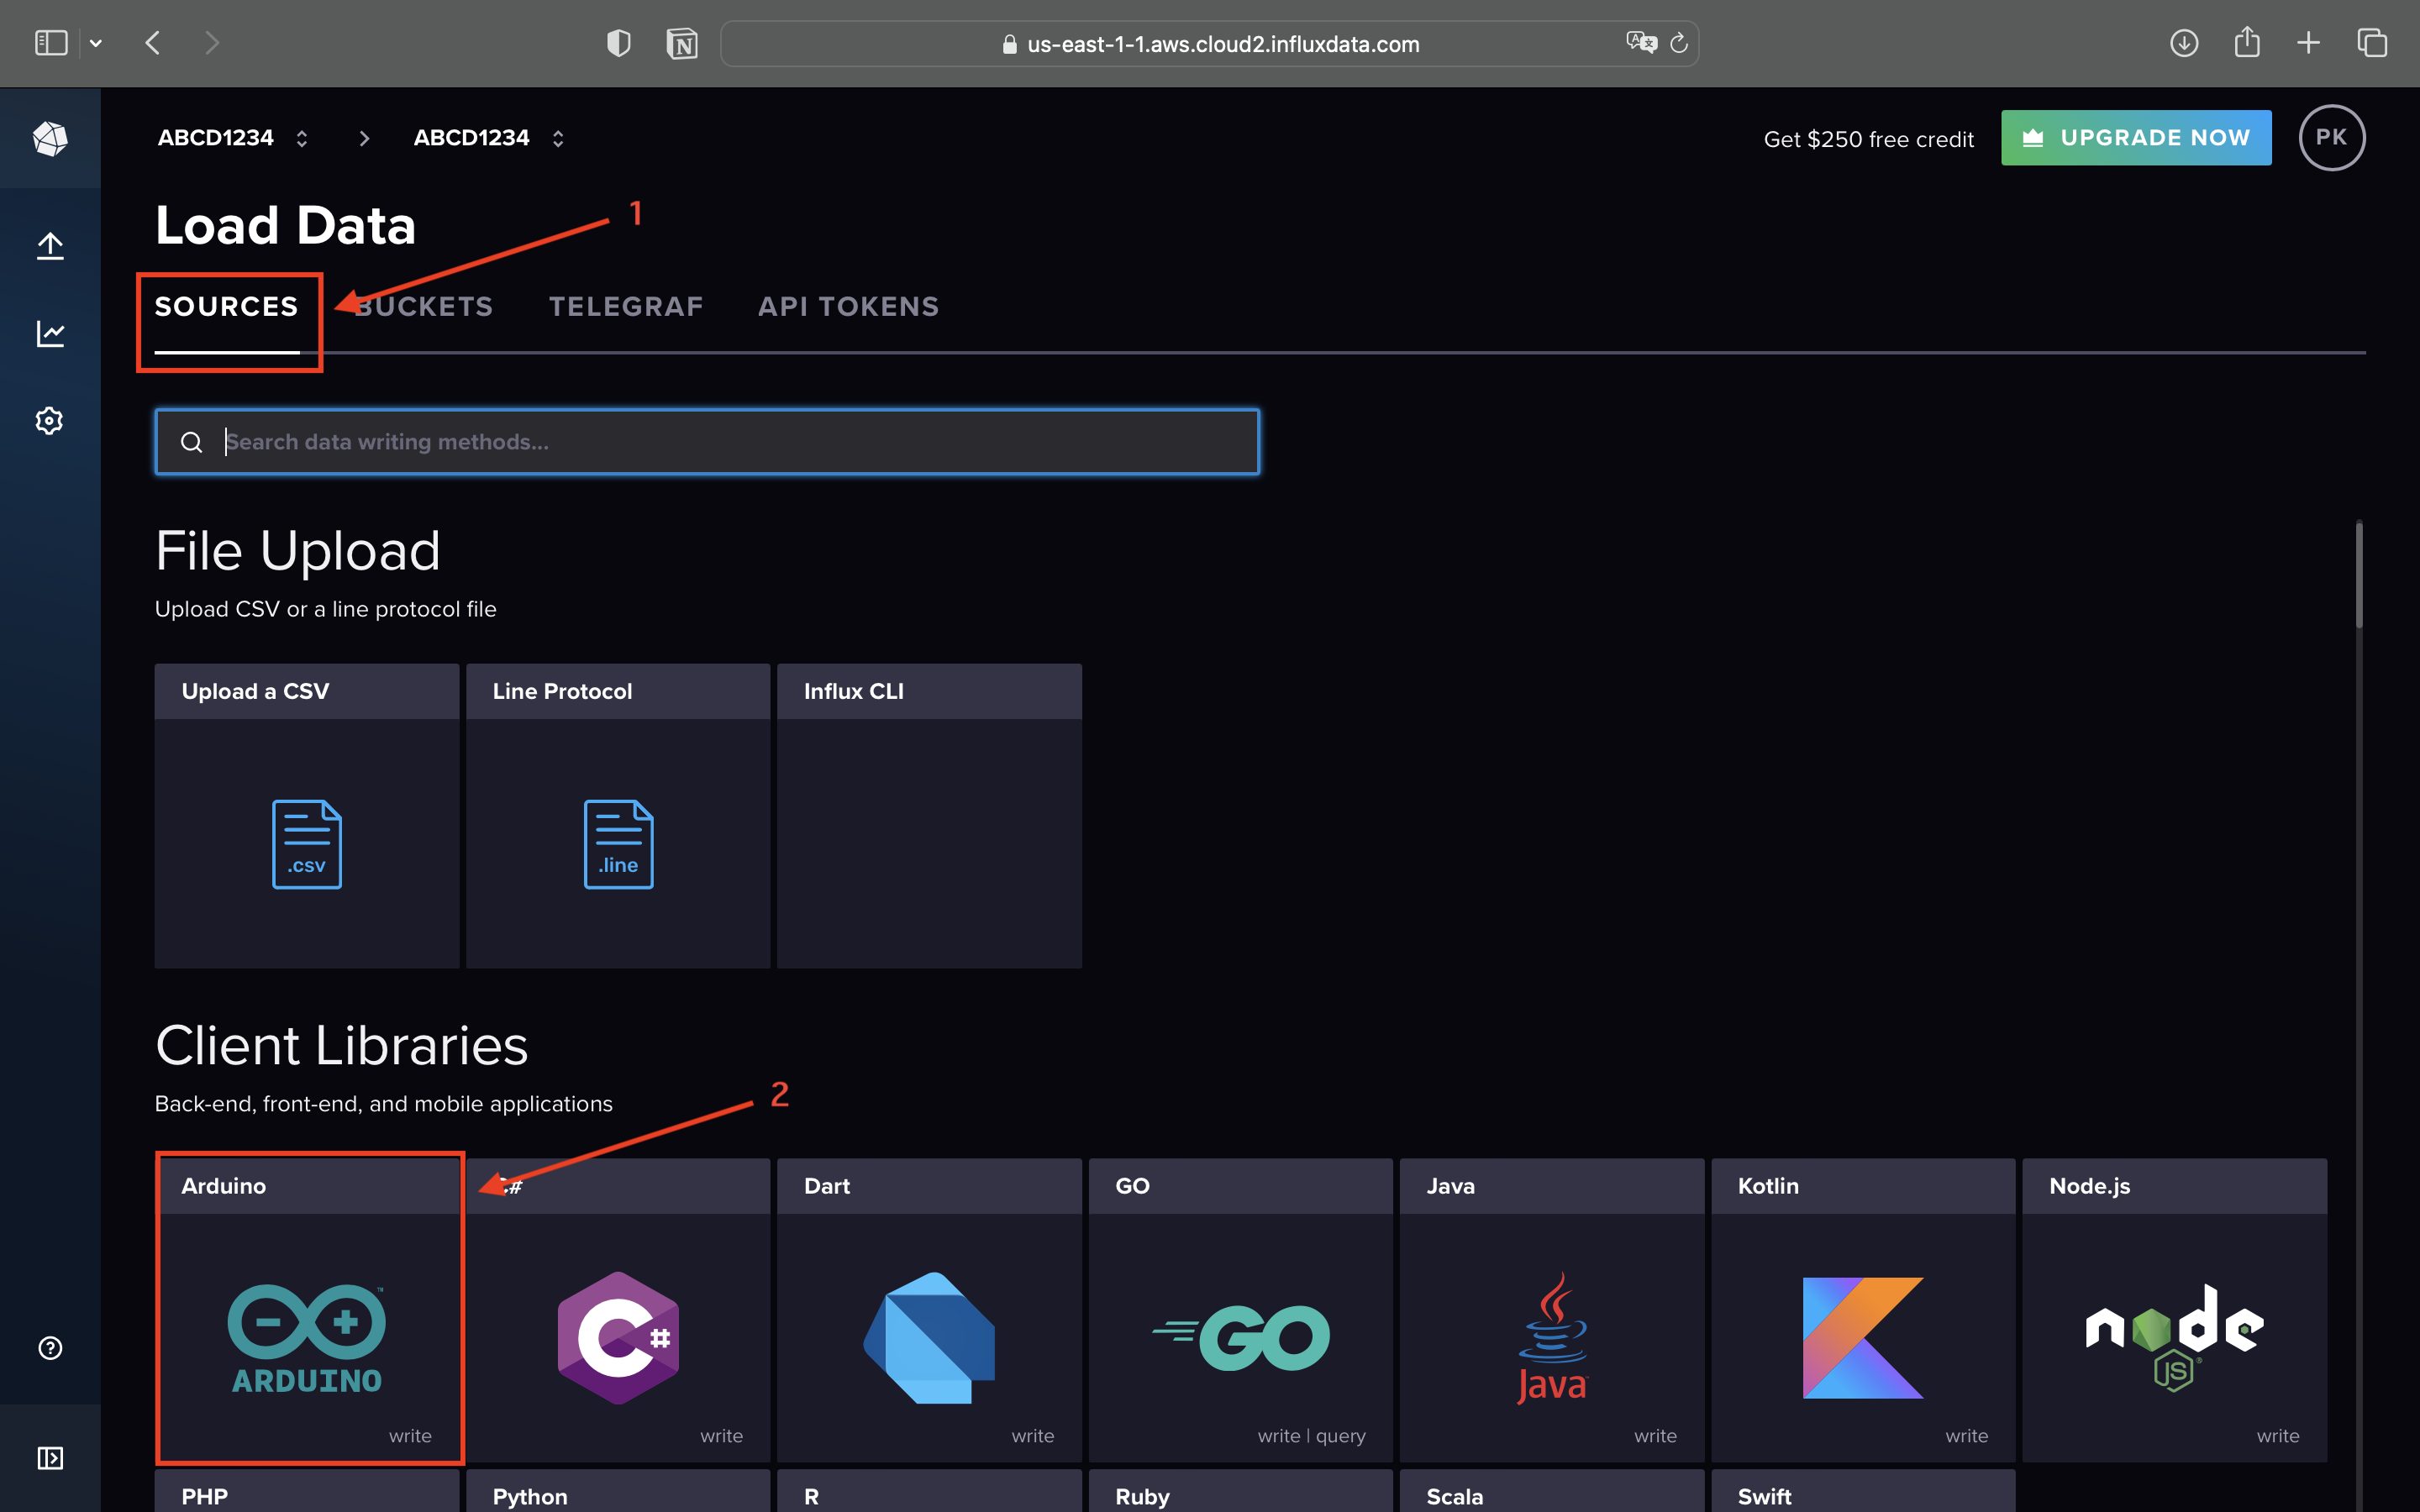 us-east-1-1.aws.cloud2.influxdata.com
ABCD1234 ABCD1234 Get $250 free credit UPGRADE NOW PK
Load Data 1
SOURCES BUCKETS TELEGRAF API TOKENS
Search data writing methods...
File Upload
Upload CSV or a line protocol file
Upload a CSV Line Protocol Influx CLI
.csv .line
Client Libraries
Back-end, front-end, and mobile applications 2
Arduino C# Dart GO Java Kotlin Node.js
ARDUINO C# GO Java node JS
write write write write | query write write write
PHP Python R Ruby Scala Swift